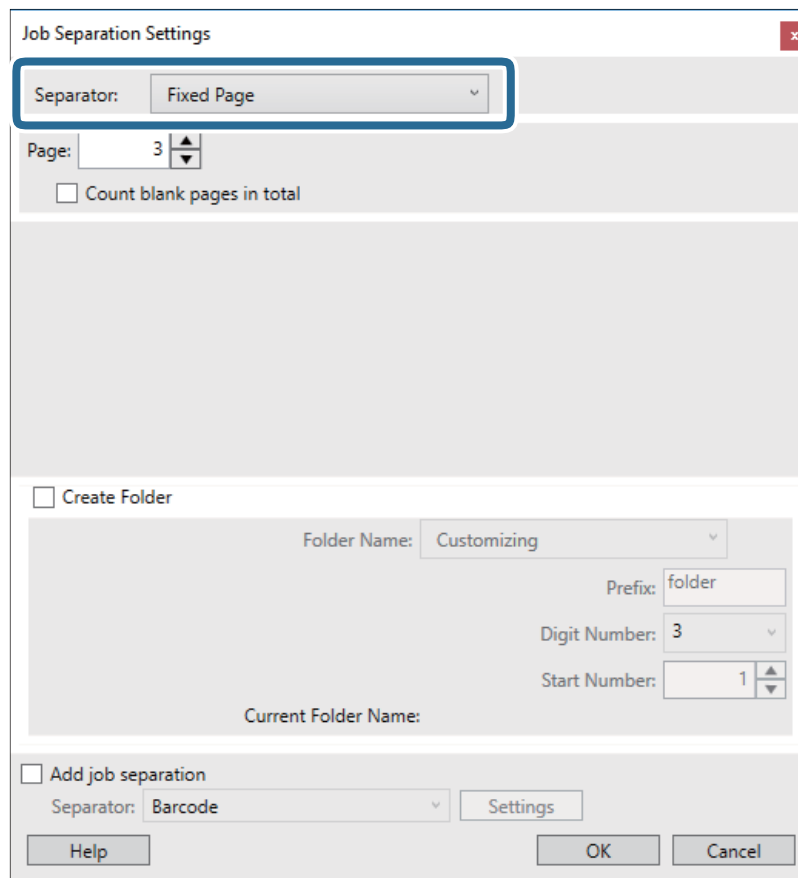 Job Separation Settings x
Separator: Fixed Page
Page: 3
Count blank pages in total
Create Folder
Folder Name: Customizing
Prefix: folder
Digit Number: 3
Start Number: 1
Current Folder Name:
Add job separation
Separator: Barcode Settings
Help OK Cancel